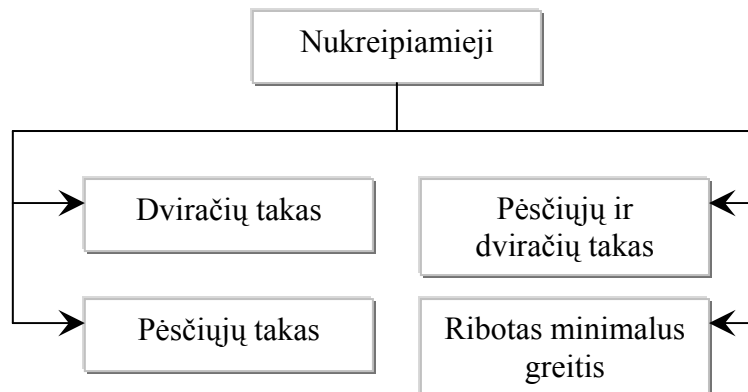 Nukreipiamieji
Dviračių takas
Pėsčiųjų ir
dviračių takas
Pėsčiųjų takas
Ribotas minimalus
greitis